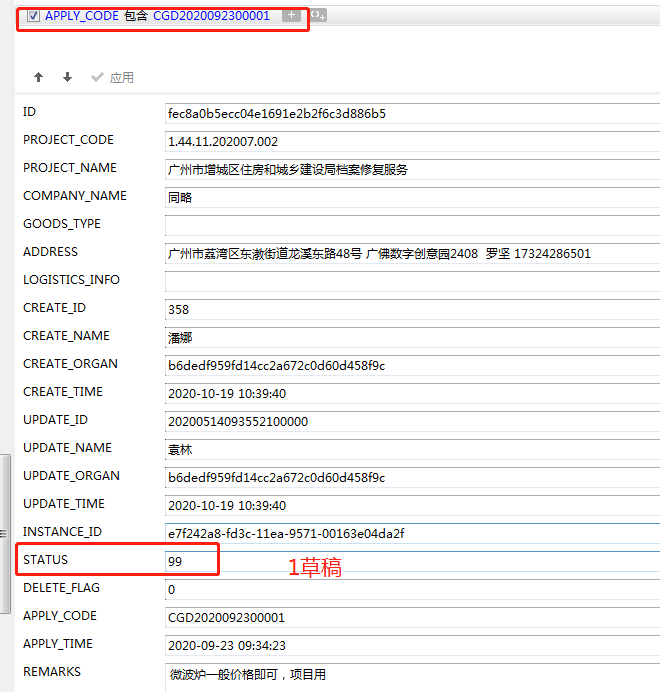 APPLY_CODE 包含 CGD2020092300001
应用
ID fec8a0b5ecc04e1691e2b2f6c3d886b5
PROJECT_CODE 1.44.11.202007.002
PROJECT_NAME 广州市增城区住房和城乡建设局档案修复服务
COMPANY_NAME 同略
GOODS_TYPE
ADDRESS 广州市荔湾区东漖街道龙溪东路48号 广佛数字创意园2408 罗坚 17324286501
LOGISTICS_INFO
CREATE_ID 358
CREATE_NAME 潘娜
CREATE_ORGAN b6dedf959fd14cc2a672c0d60d458f9c
CREATE_TIME 2020-10-19 10:39:40
UPDATE_ID 20200514093552100000
UPDATE_NAME 袁林
UPDATE_ORGAN b6dedf959fd14cc2a672c0d60d458f9c
UPDATE_TIME 2020-10-19 10:39:40
INSTANCE_ID e7f242a8-fd3c-11ea-9571-00163e04da2f
STATUS 99 1草稿
DELETE_FLAG 0
APPLY_CODE CGD2020092300001
APPLY_TIME 2020-09-23 09:34:23
REMARKS 微波炉一般价格即可，项目用